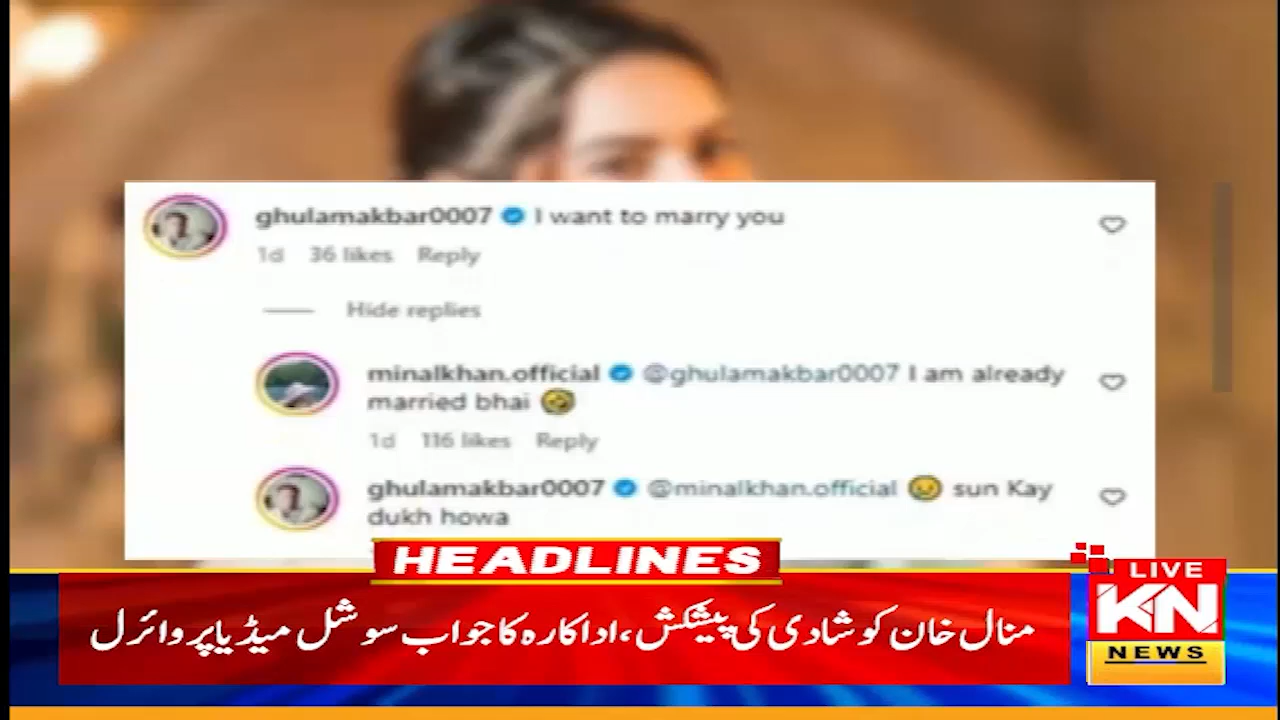 ghulamakbar0007 I want to marry you
1d 36 likes Reply
Hide replies
minalkhan.official @ghulamakbar0007 I am already
married bhai 🤣
1d 116 likes Reply
ghulamakbar0007 @minalkhan.official 😢 sun Kay
dukh howa
HEADLINES
منال خان کو شادی کی پیشکش، اداکارہ کا جواب سوشل میڈیا پر وائرل
LIVE
KN
NEWS